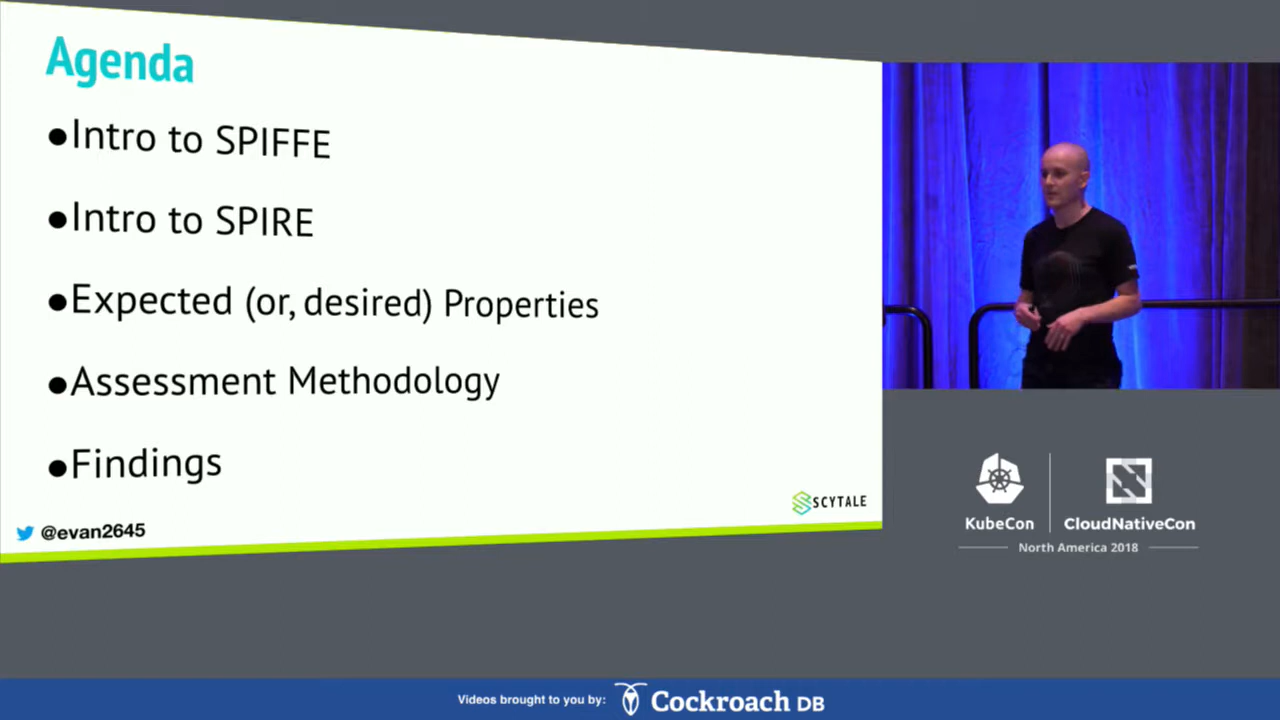 Agenda
●Intro to SPIFFE
●Intro to SPIRE
●Expected (or, desired) Properties
●Assessment Methodology
●Findings
@evan2645
SCYTALE
KubeCon
CloudNativeCon
North America 2018
Videos brought to you by:
Cockroach DB